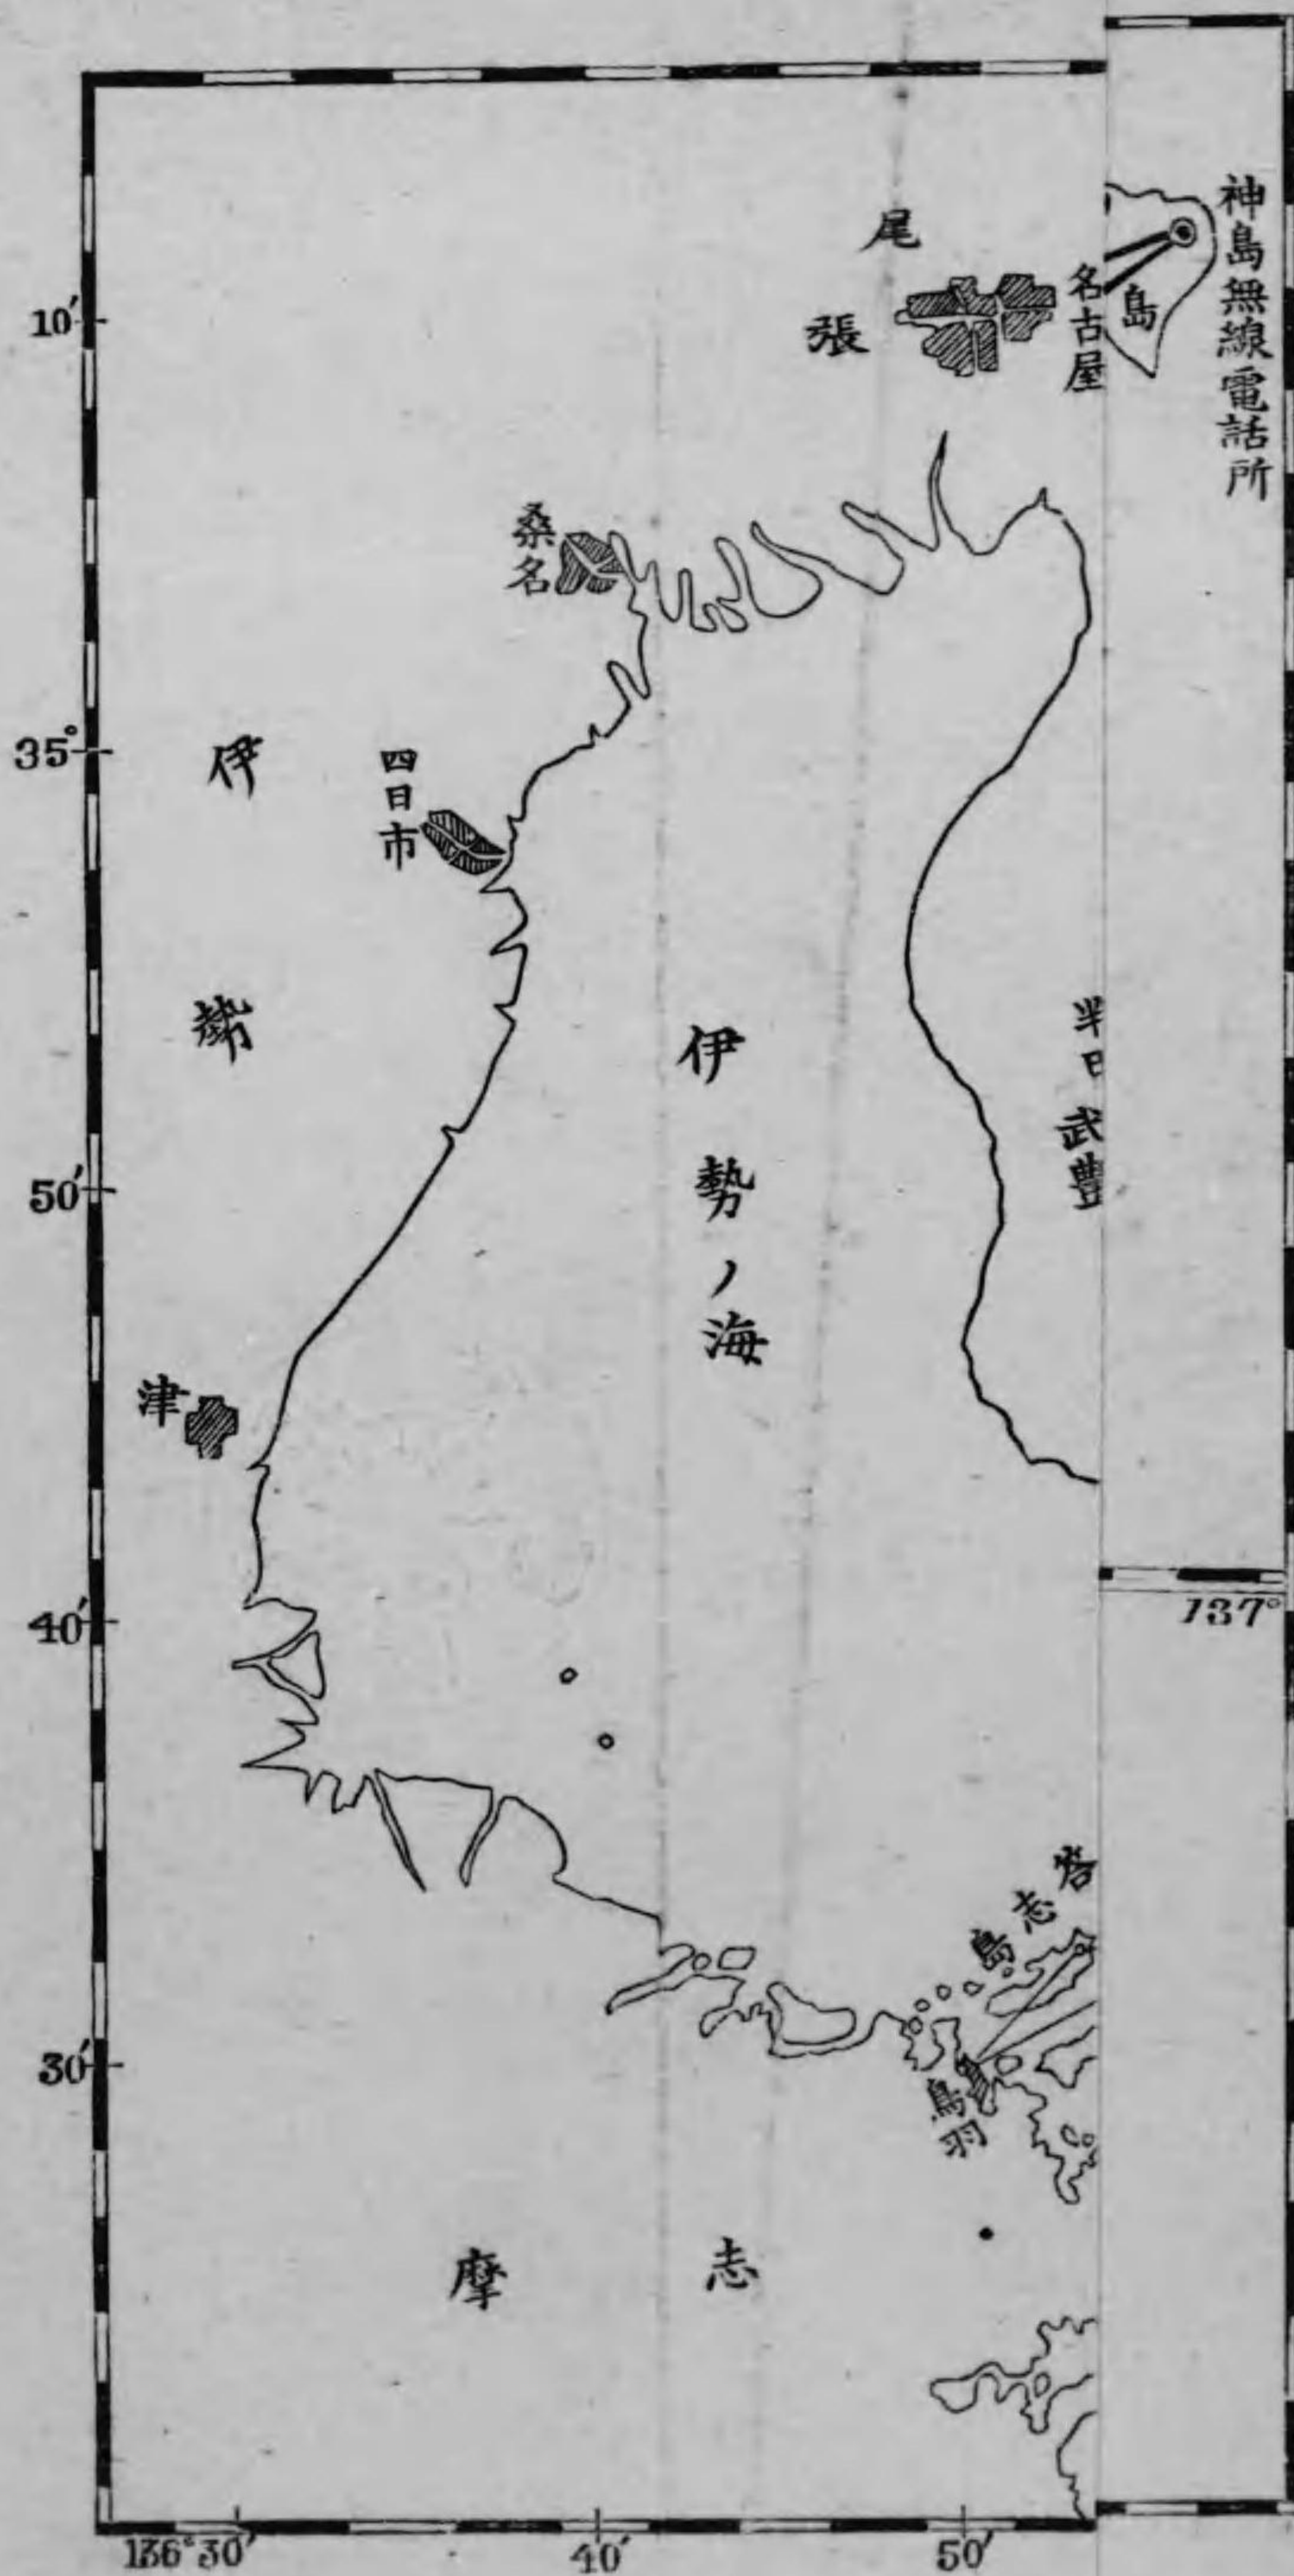 神島無線電話所
島
尾
張
名古屋
桑名
四日市
伊
勢
伊勢ノ海
半
武豊
津
答志島
鳥羽
志
摩
10′
35°
50′
40′
30′
136°30′
40′
50′
137°